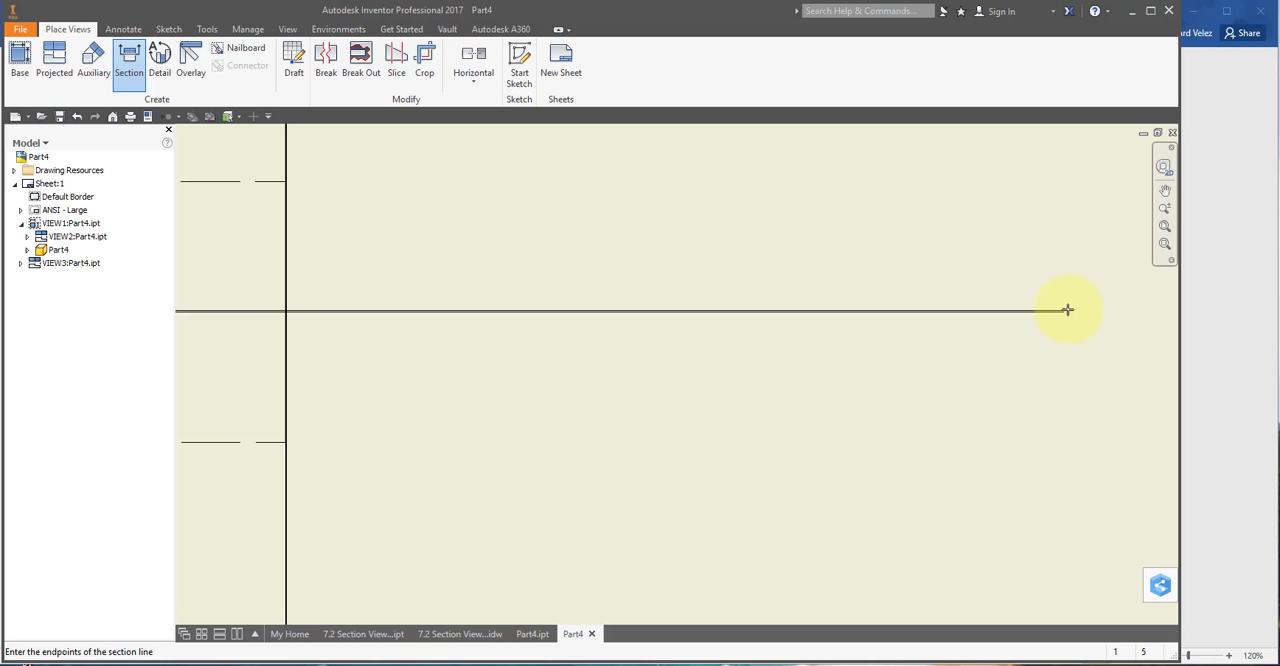 PRO
Autodesk Inventor Professional 2017 Part4
Search Help & Commands...
Sign In
ard Velez
Share
File
Place Views
Annotate
Sketch
Tools
Manage
View
Environments
Get Started
Vault
Autodesk A360
Base
Projected
Auxiliary
Section
Detail
Overlay
Nailboard
Connector
Draft
Break
Break Out
Slice
Crop
Horizontal
Start
Sketch
New Sheet
Create
Modify
Sketch
Sheets
Model
Part4
Drawing Resources
Sheet:1
Default Border
ANSI - Large
VIEW1:Part4.ipt
VIEW2:Part4.ipt
Part4
VIEW3:Part4.ipt
2D
My Home
7.2 Section View...ipt
7.2 Section View...idw
Part4.ipt
Part4
Enter the endpoints of the section line
1
5
120%